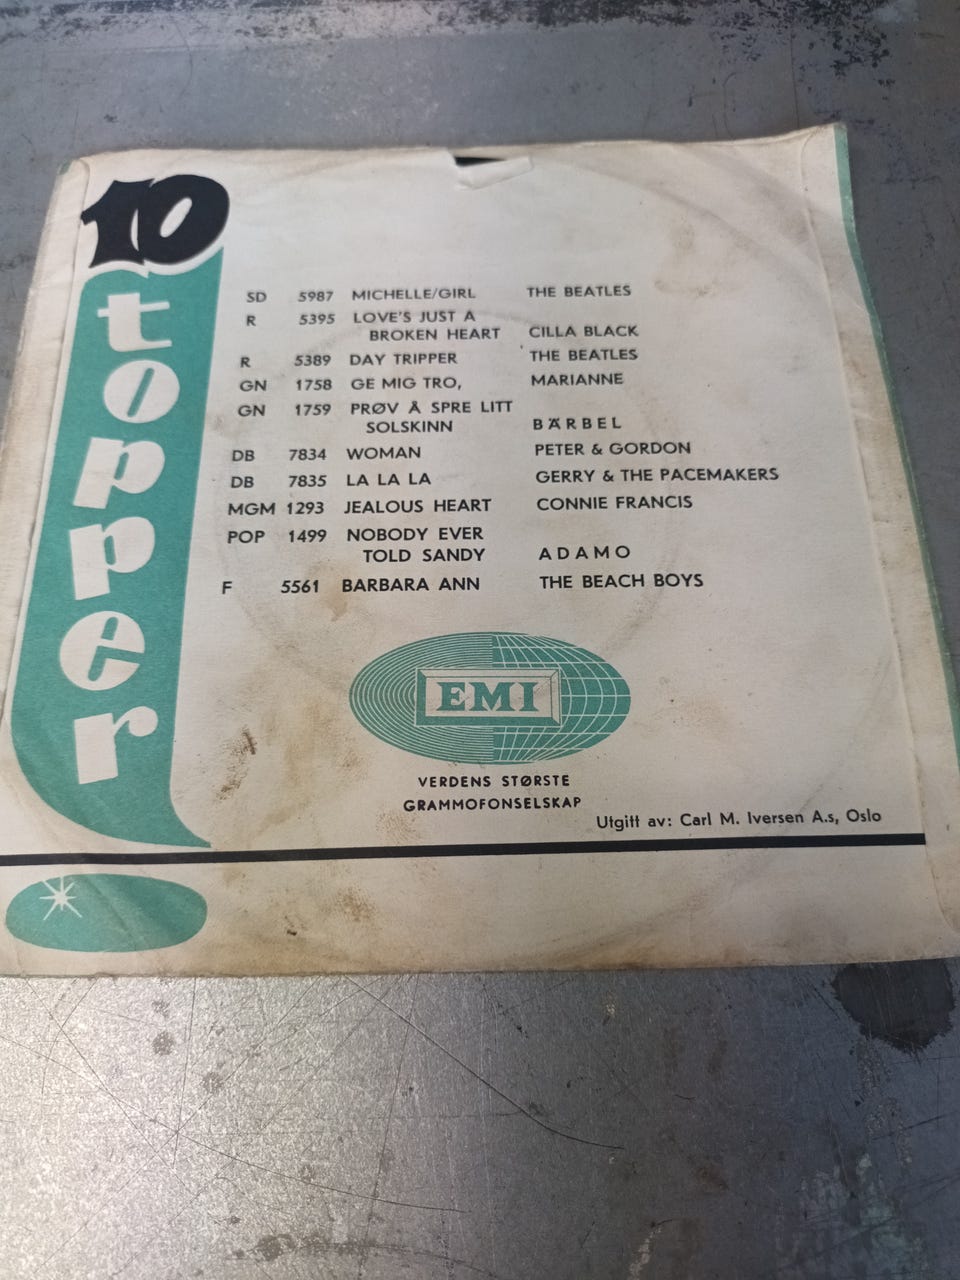 10
topper
SD 5987 MICHELLE/GIRL THE BEATLES
R 5395 LOVE'S JUST A
BROKEN HEART CILLA BLACK
R 5389 DAY TRIPPER THE BEATLES
GN 1758 GE MIG TRO, MARIANNE
GN 1759 PRØV Å SPRE LITT
SOLSKINN BÄRBEL
DB 7834 WOMAN PETER & GORDON
DB 7835 LA LA LA GERRY & THE PACEMAKERS
MGM 1293 JEALOUS HEART CONNIE FRANCIS
POP 1499 NOBODY EVER
TOLD SANDY ADAMO
F 5561 BARBARA ANN THE BEACH BOYS
EMI
VERDENS STØRSTE
GRAMMOFONSELSKAP
Utgitt av: Carl M. Iversen A.s, Oslo